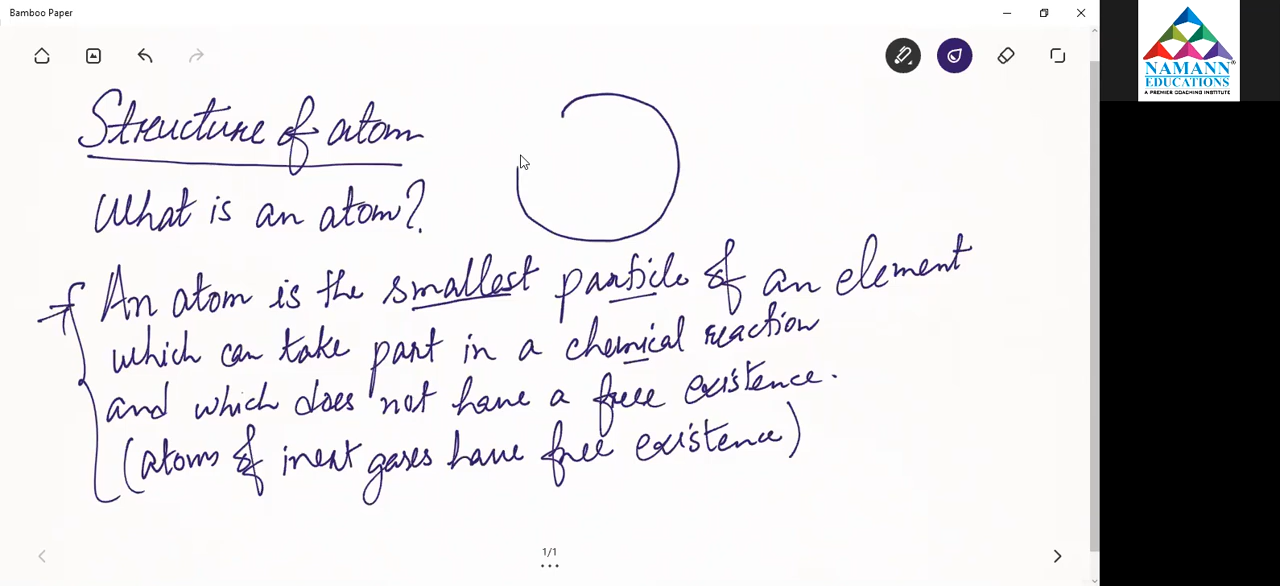 Bamboo Paper
NAMANN
EDUCATIONS
A PREMIER COACHING INSTITUTE
Structure of atom
What is an atom?
An atom is the smallest particle of an element
which can take part in a chemical reaction
and which does not have a free existence.
(atoms of inert gases have free existence)
1/1